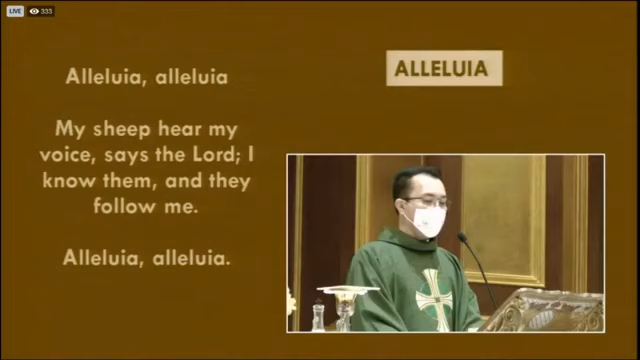 LIVE 333
Alleluia, alleluia
ALLELUIA
My sheep hear my
voice, says the Lord; I
know them, and they
follow me.
Alleluia, alleluia.